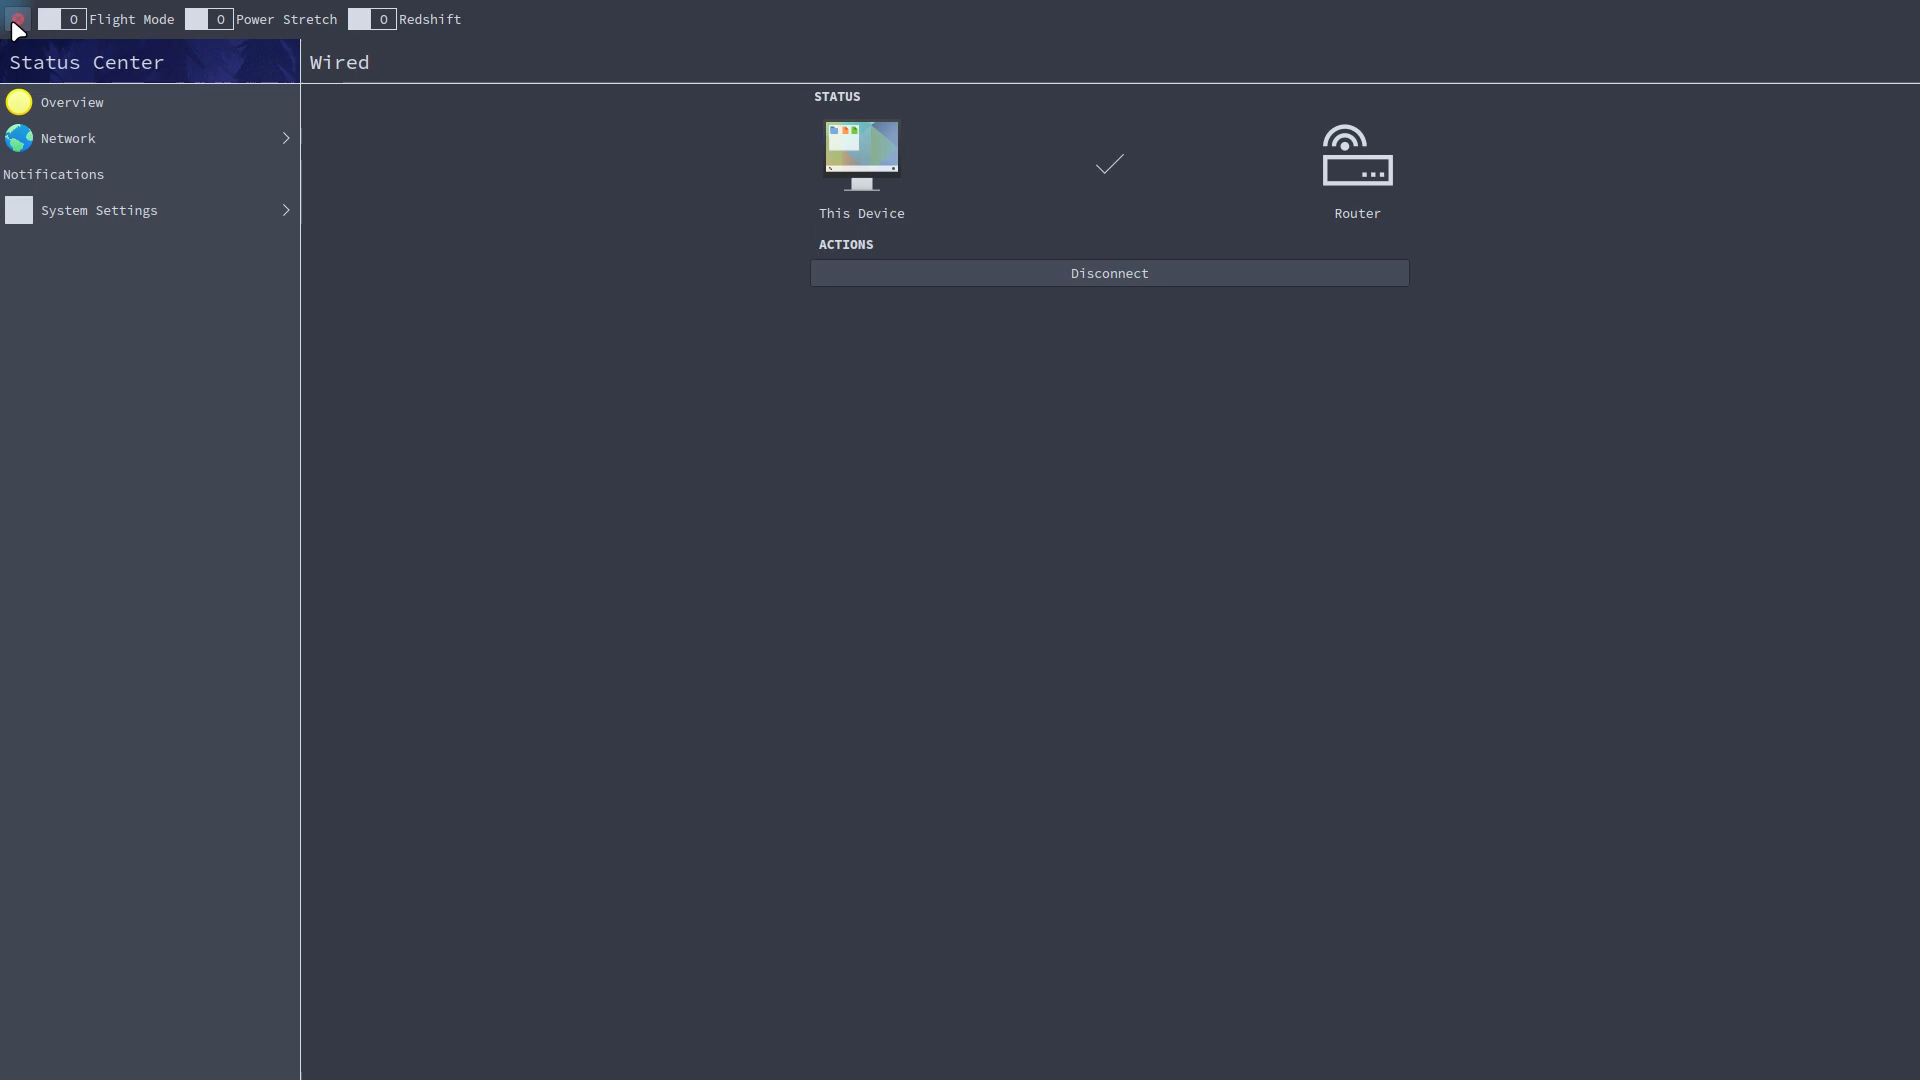 0 Flight Mode 0 Power Stretch 0 Redshift
Status Center
Wired
Overview
Network
Notifications
System Settings
STATUS
This Device
Router
ACTIONS
Disconnect